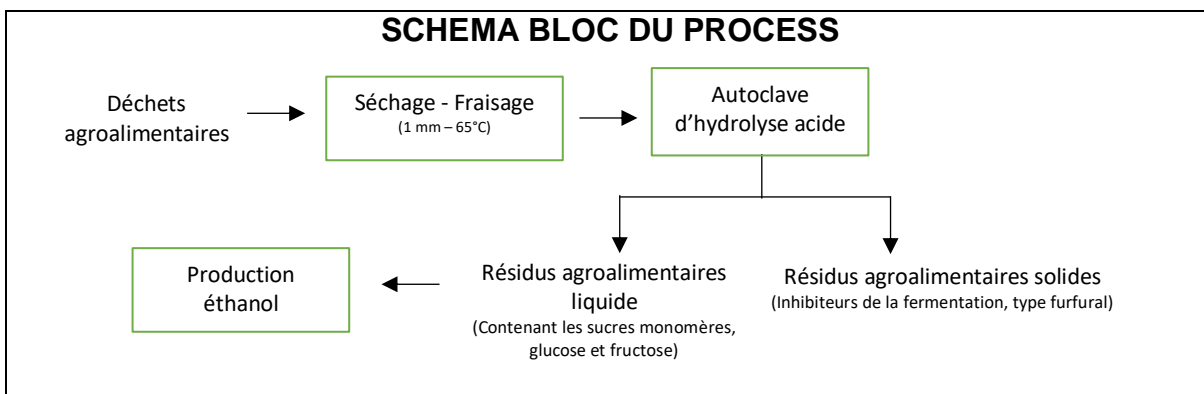 SCHEMA BLOC DU PROCESS
Déchets
agroalimentaires
Séchage - Fraisage
(1 mm – 65°C)
Autoclave
d’hydrolyse acide
Production
éthanol
Résidus agroalimentaires
liquide
(Contenant les sucres monomères,
glucose et fructose)
Résidus agroalimentaires solides
(Inhibiteurs de la fermentation, type furfural)